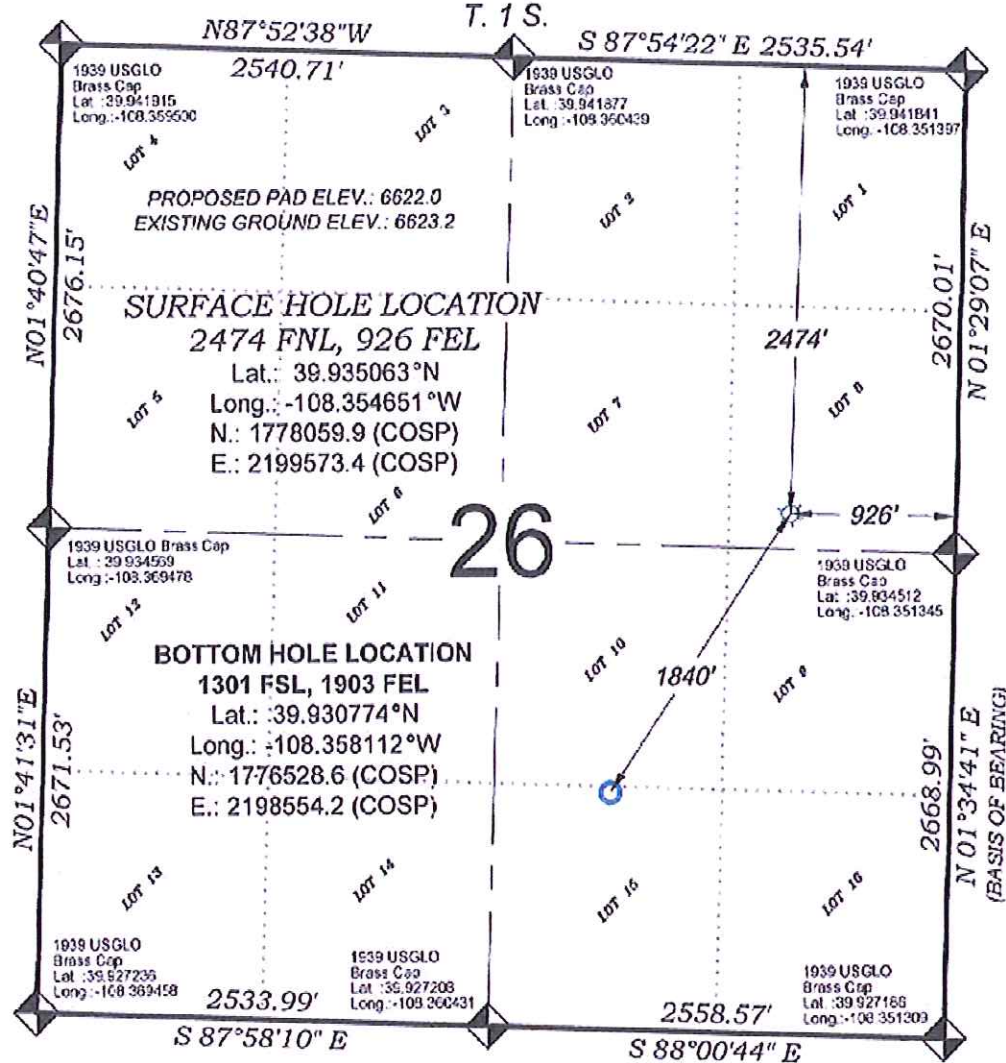 T. 1 S.
N87°52'38"W
2540.71'
S 87°54'22" E 2535.54'
1939 USGLO
Brass Cap
Lat :39.941915
Long.:-108.359500
1939 USGLO
Brass Cap
Lat :39.941877
Long :-108.360439
1939 USGLO
Brass Cap
Lat :39.941841
Long. -108.351397
LOT 4
LOT 3
LOT 2
LOT 1
PROPOSED PAD ELEV.: 6622.0
EXISTING GROUND ELEV.: 6623.2
N01°40'47"E
2676.15'
2670.01'
N 01°29'07" E
SURFACE HOLE LOCATION
2474 FNL, 926 FEL
Lat.: 39.935063°N
Long.: -108.354651°W
N.: 1778059.9 (COSP)
E.: 2199573.4 (COSP)
2474'
LOT 5
LOT 6
LOT 7
LOT 8
26
926'
1939 USGLO Brass Cap
Lat :39.934569
Long :-108.369478
1939 USGLO
Brass Cap
Lat :39.934512
Long.:-108.351345
LOT 12
LOT 11
LOT 10
LOT 9
1840'
BOTTOM HOLE LOCATION
1301 FSL, 1903 FEL
Lat.: :39.930774°N
Long.: -108.358112°W
N.: 1776528.6 (COSP)
E.: 2198554.2 (COSP)
N01°41'31"E
2671.53'
2668.99'
N 01°34'41" E
(BASIS OF BEARING)
LOT 13
LOT 14
LOT 15
LOT 16
1939 USGLO
Brass Cap
Lat :39.927236
Long.:-108 369458
1939 USGLO
Brass Cap
Lat :39.927208
Long.:-108.360431
1939 USGLO
Brass Cap
Lat :39.927186
Long.:-108 351309
2533.99'
S 87°58'10" E
2558.57'
S 88°00'44" E